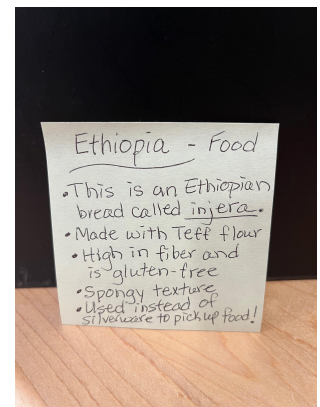 Ethiopia - Food
• This is an Ethiopian
bread called injera.
• Made with Teff flour
• High in fiber and
is gluten-free
• Spongy texture
• Used instead of
silverware to pick up food!